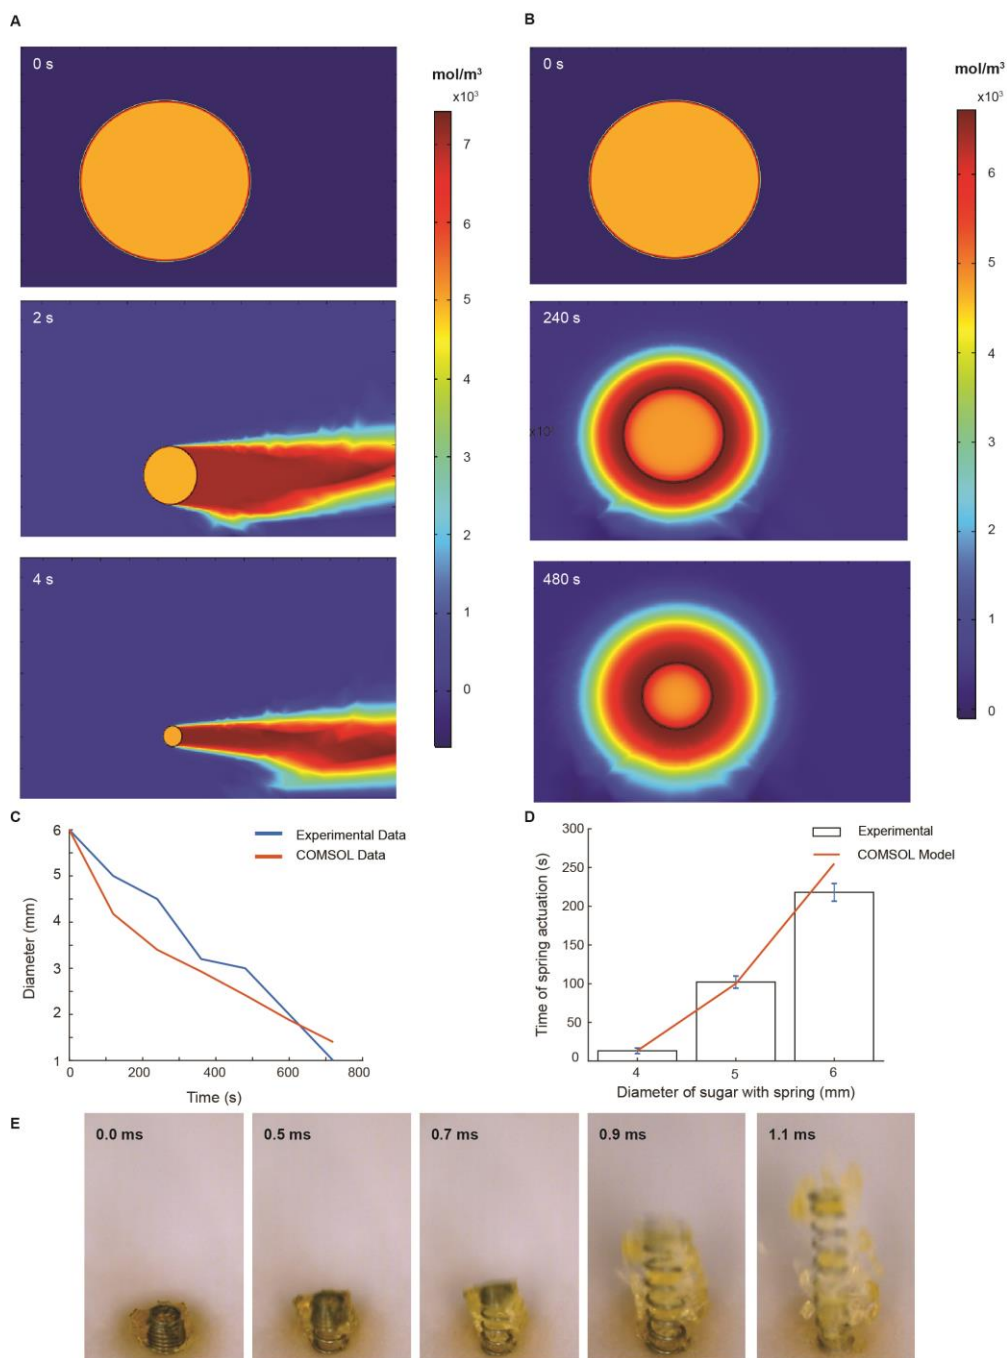 A
B
0 s
mol/m³
x10³
7
6
5
4
3
2
1
0
2 s
4 s
0 s
mol/m³
x10³
6
5
4
3
2
1
0
240 s
480 s
C
Experimental Data
COMSOL Data
6
5
4
3
2
1
Diameter (mm)
0
200
400
600
800
Time (s)
D
Experimental
COMSOL Model
300
250
200
150
100
50
0
Time of spring actuation (s)
4
5
6
Diameter of sugar with spring (mm)
E
0.0 ms
0.5 ms
0.7 ms
0.9 ms
1.1 ms